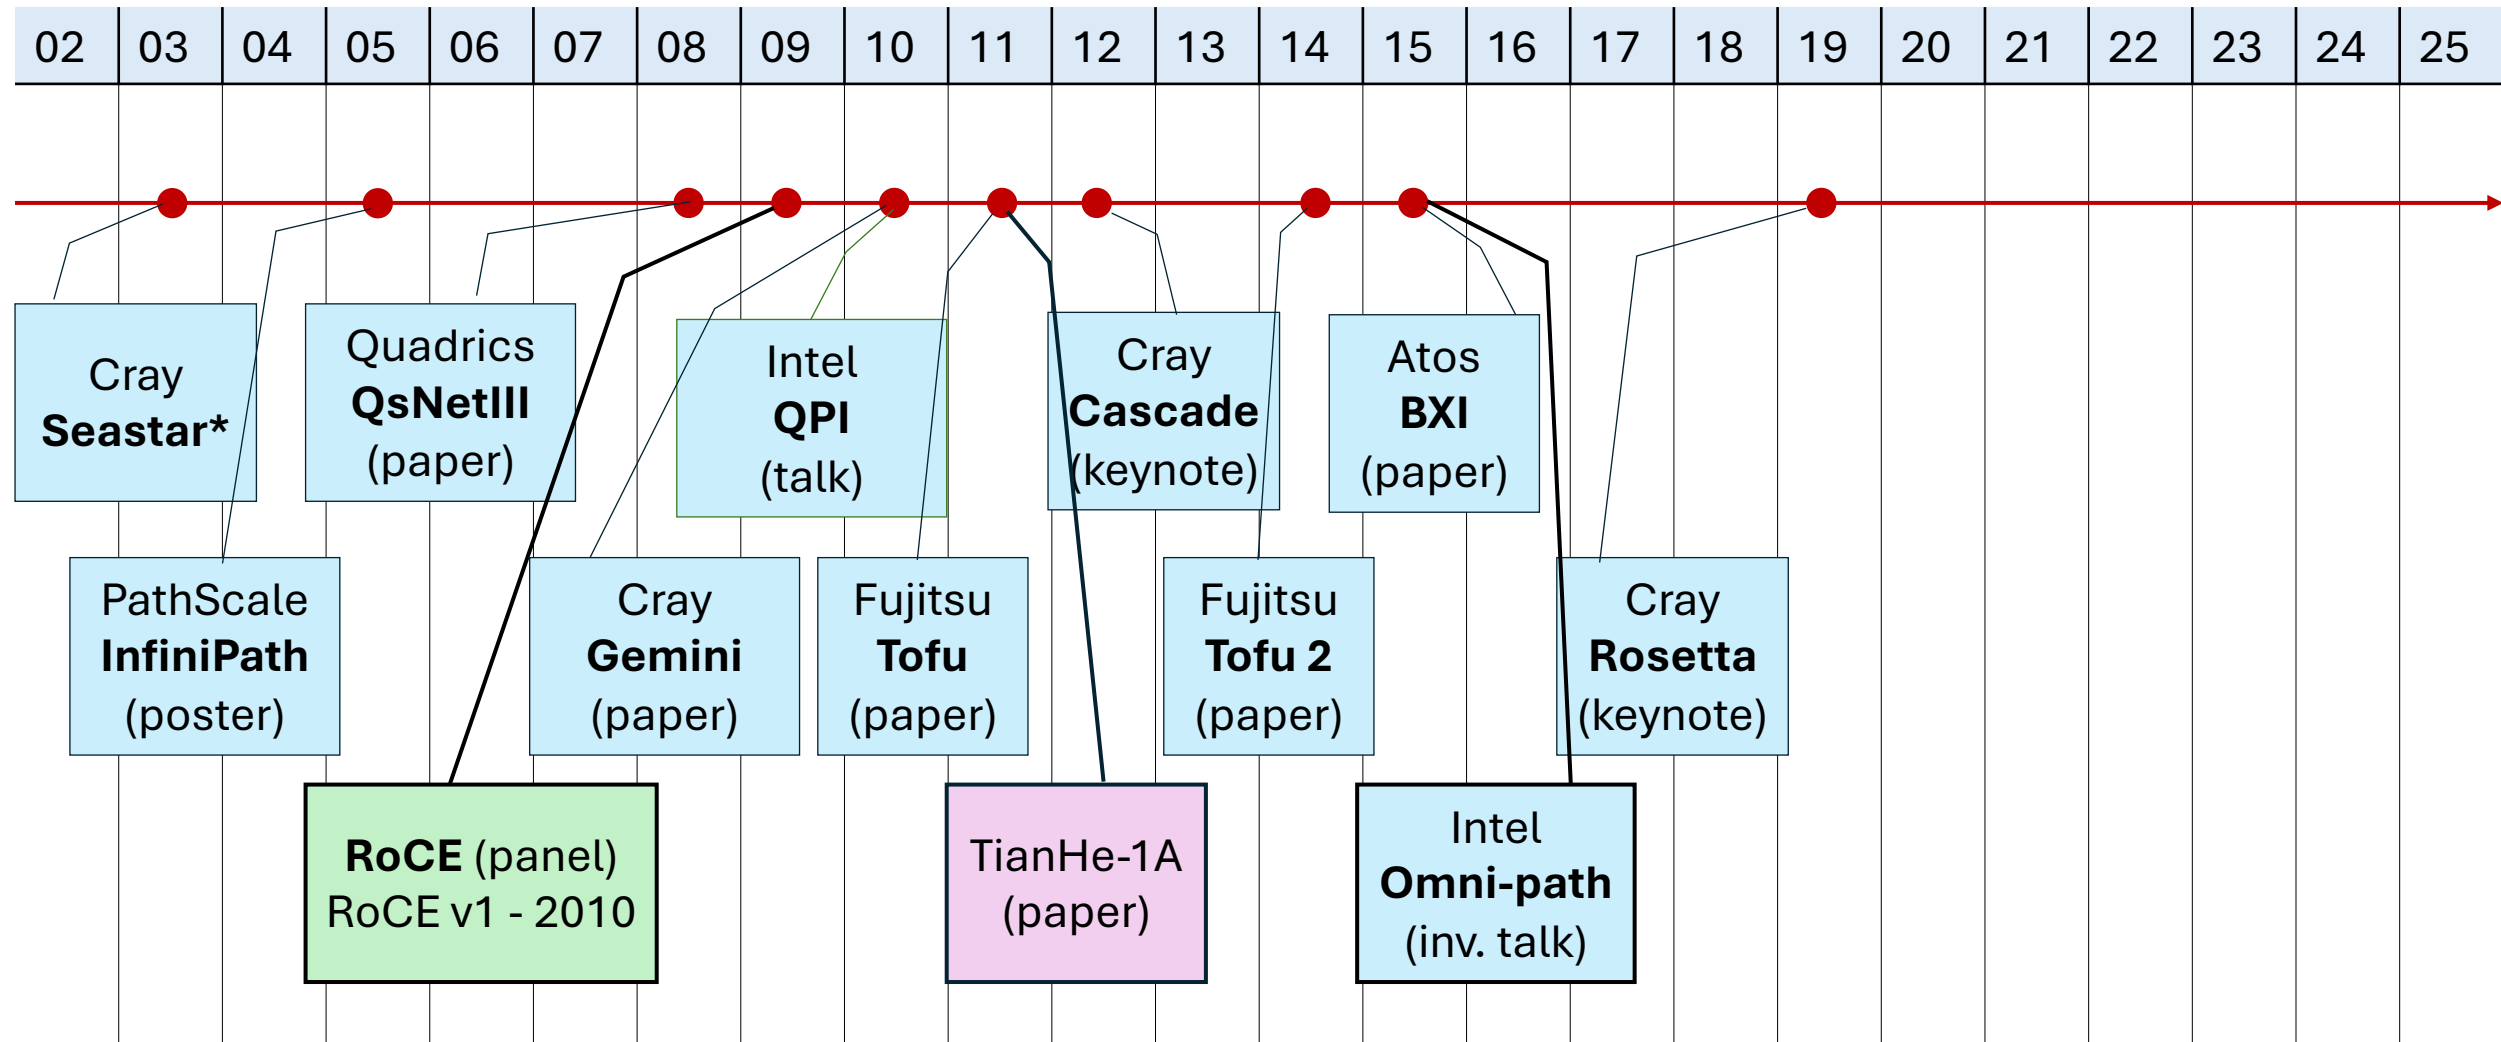 02 03 04 05 06 07 08 09 10 11 12 13 14 15 16 17 18 19 20 21 22 23 24 25
Cray
Seastar*
Quadrics
QsNetIII
(paper)
Intel
QPI
(talk)
Cray
Cascade
(keynote)
Atos
BXI
(paper)
PathScale
InfiniPath
(poster)
Cray
Gemini
(paper)
Fujitsu
Tofu
(paper)
Fujitsu
Tofu 2
(paper)
Cray
Rosetta
(keynote)
RoCE (panel)
RoCE v1 - 2010
TianHe-1A
(paper)
Intel
Omni-path
(inv. talk)